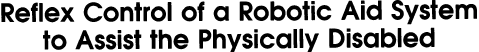 Reflex Control of a Robotic Aid System
to Assist the Physically Disabled